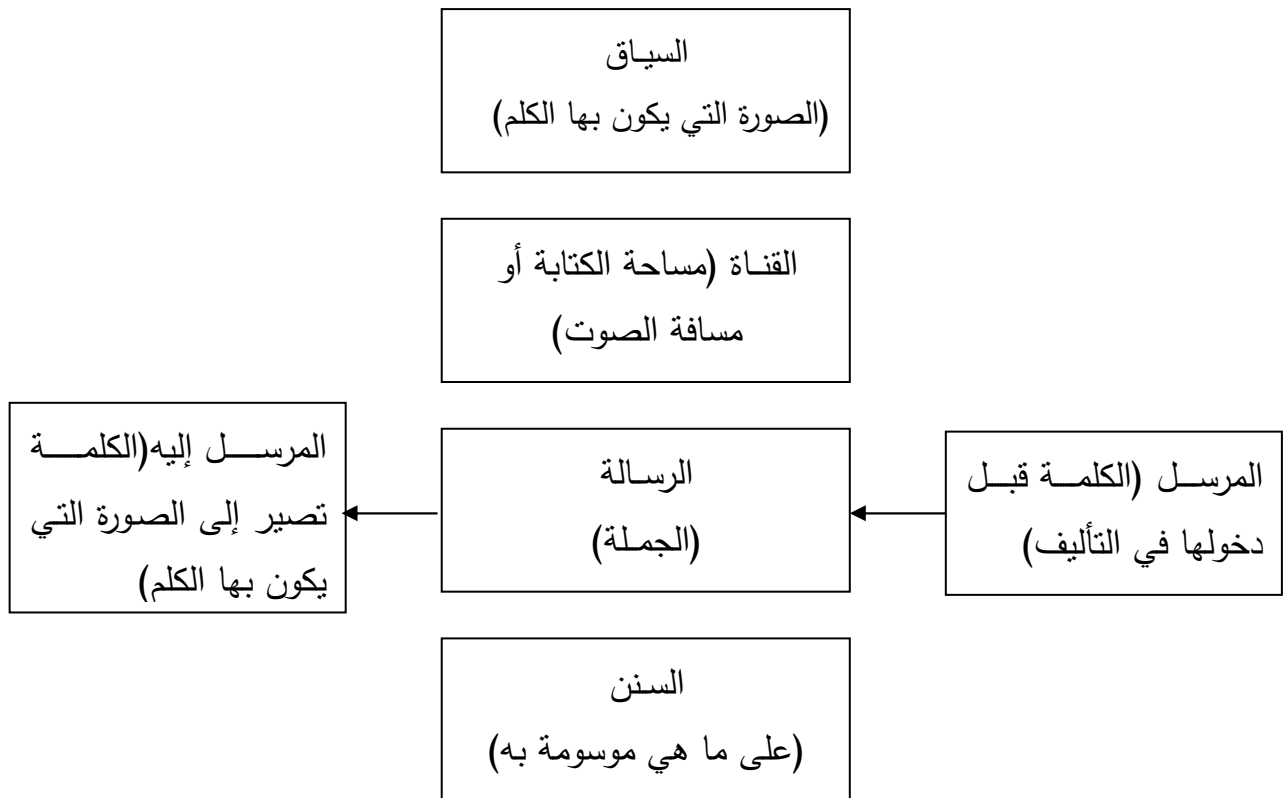 السياق
(الصورة التي يكون بها الكلم)
القناة (مساحة الكتابة أو
مسافة الصوت)
المرسل (الكلمة قبل
دخولها في التأليف)
الرسالة
(الجملة)
المرسل إليه(الكلمة
تصير إلى الصورة التي
يكون بها الكلم)
السنن
(على ما هي موسومة به)